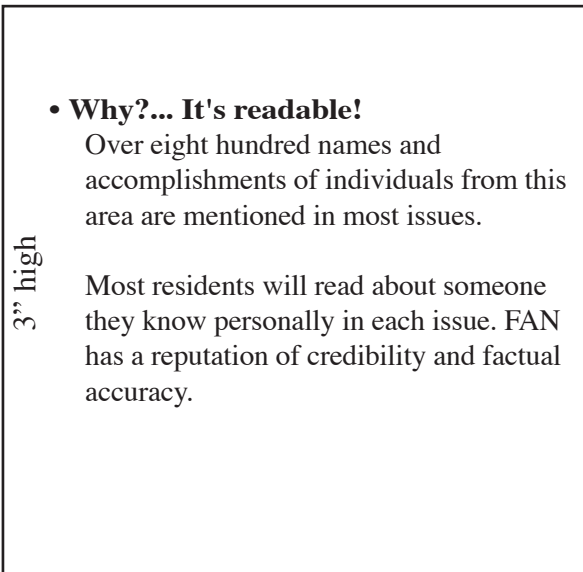 • Why?... It's readable!
Over eight hundred names and
accomplishments of individuals from this
area are mentioned in most issues.
Most residents will read about someone
they know personally in each issue. FAN
has a reputation of credibility and factual
accuracy.
3” high